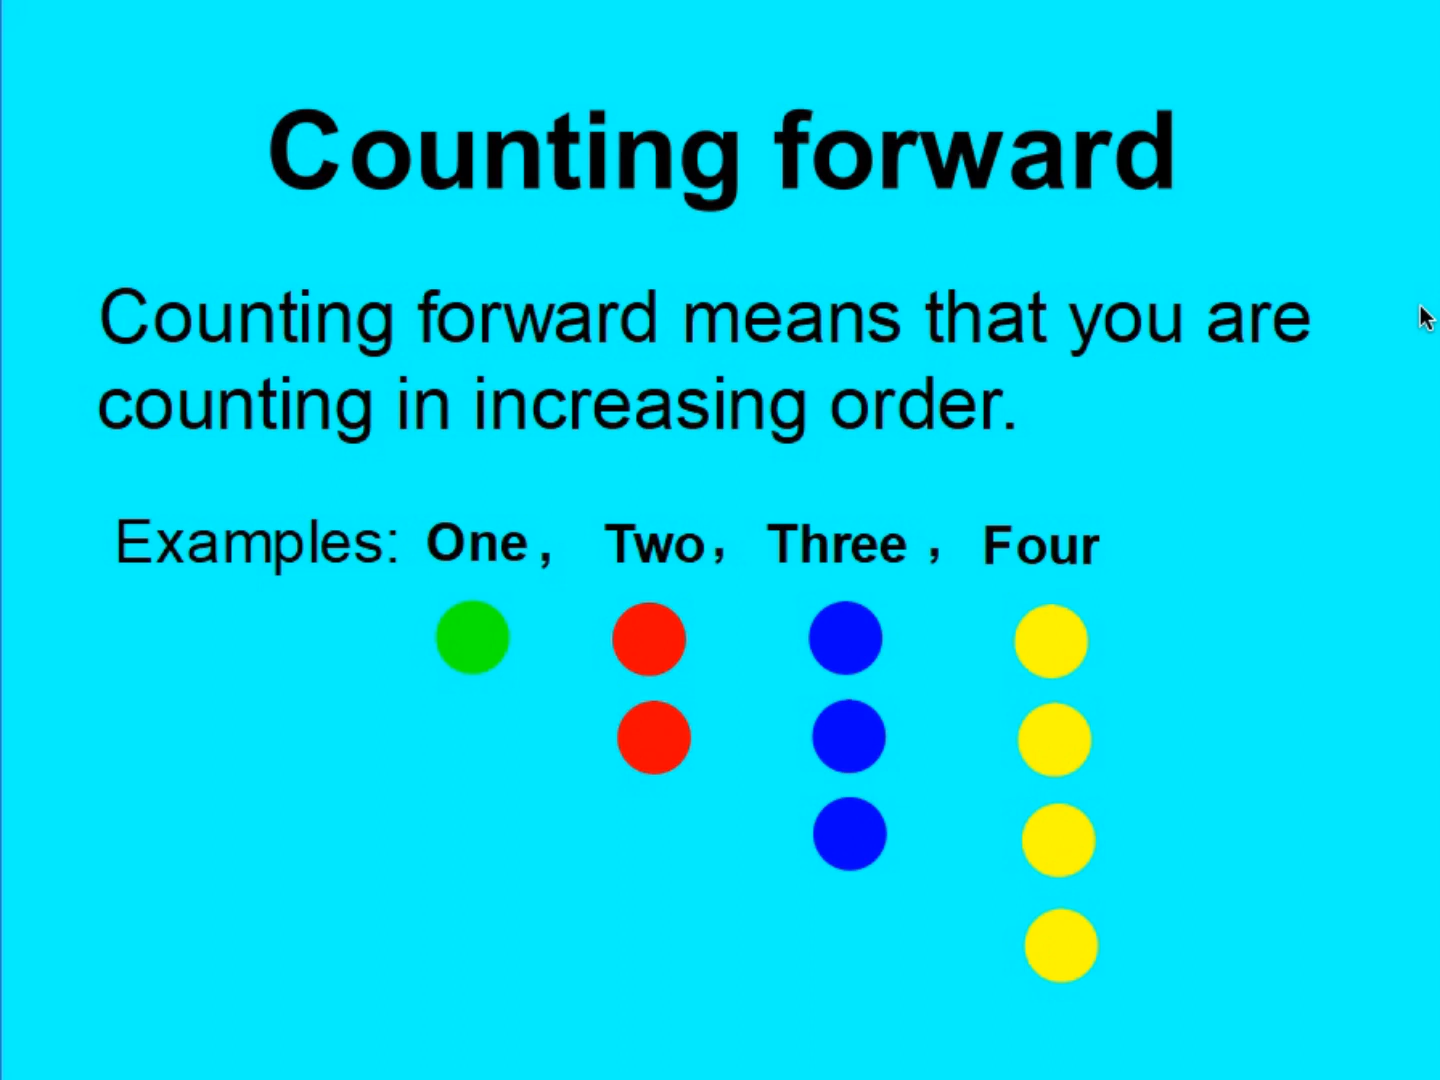 Counting forward
Counting forward means that you are
counting in increasing order.
Examples: One, Two, Three , Four